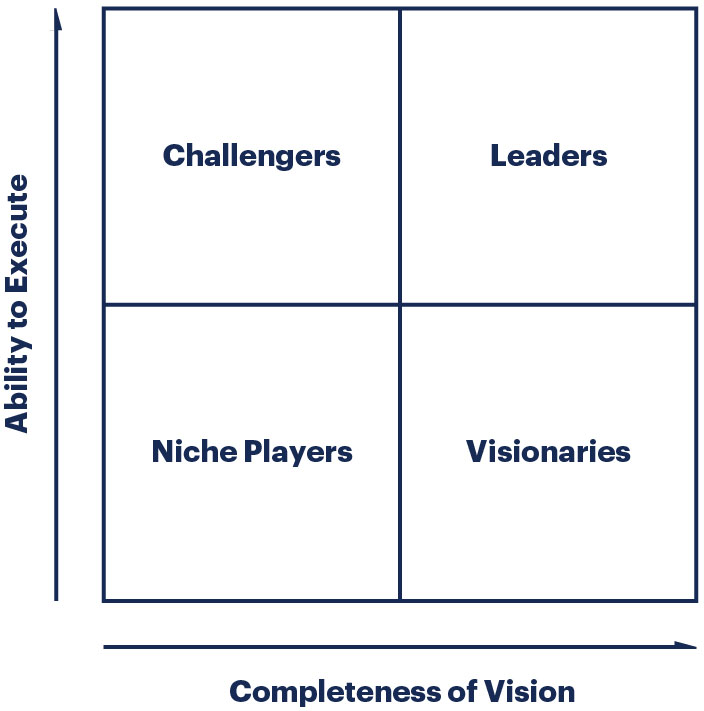 Challengers
Leaders
Ability to Execute
Niche Players
Visionaries
Completeness of Vision